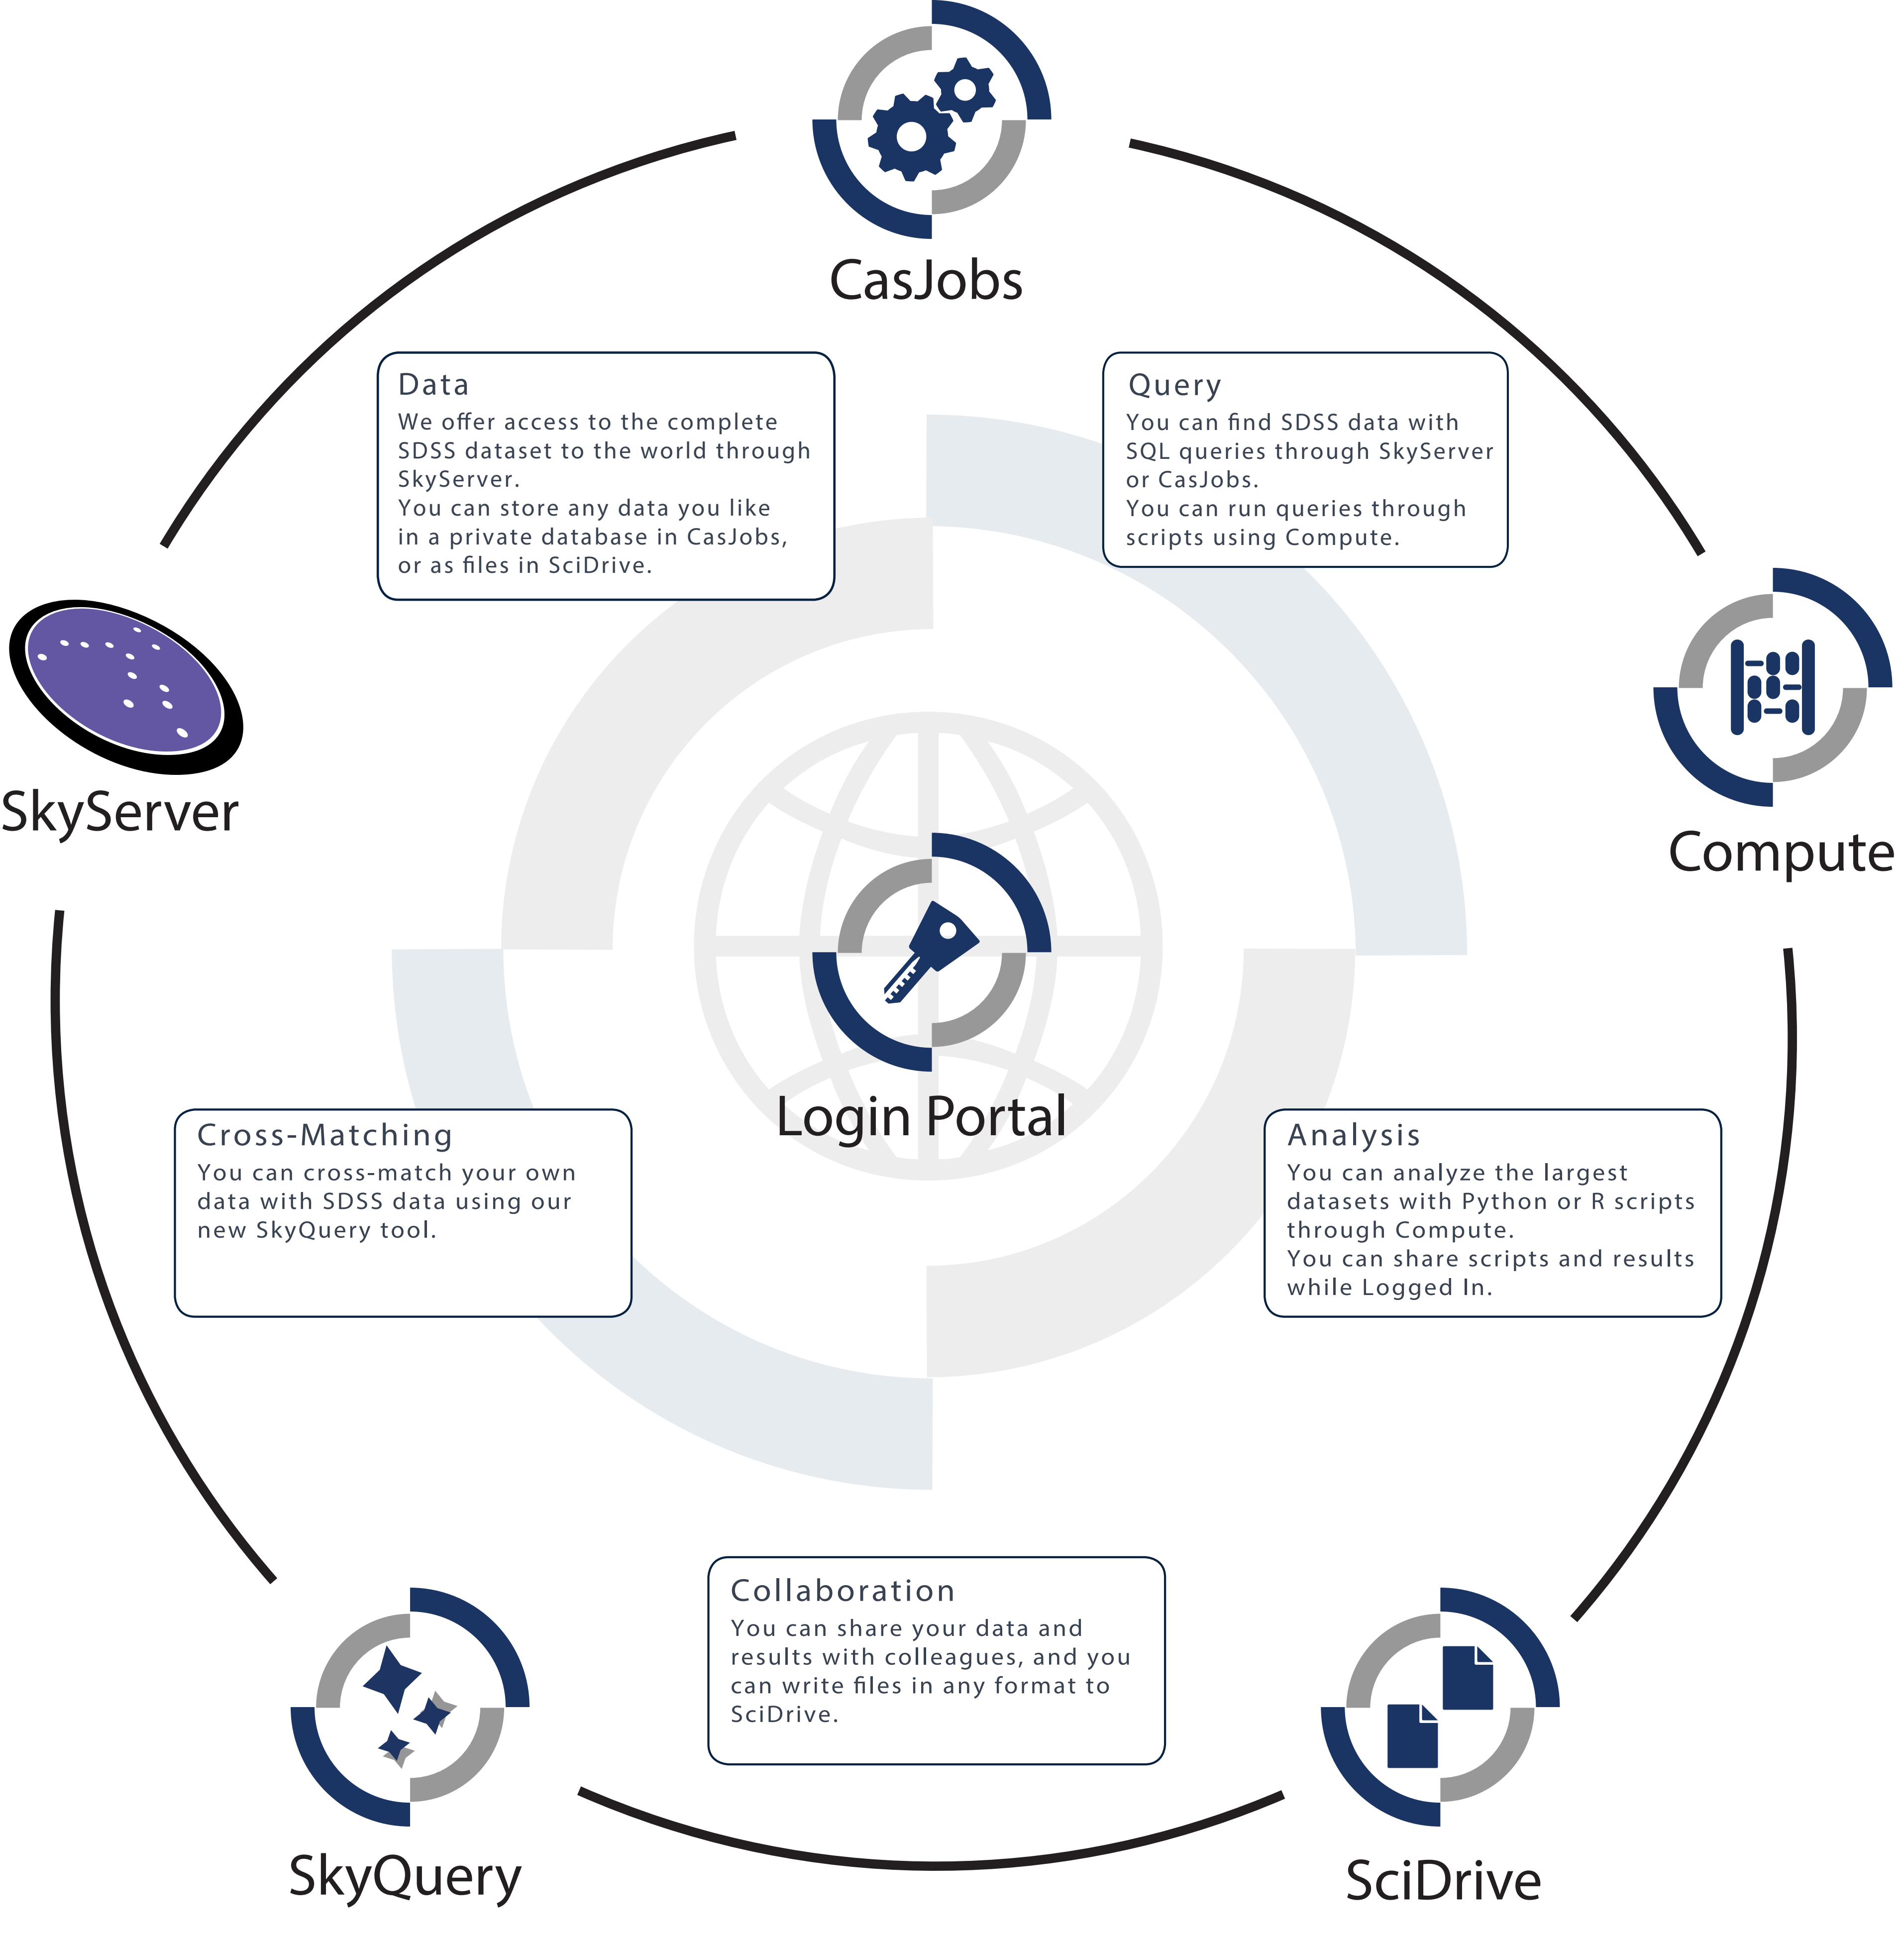 CasJobs
Data
We offer access to the complete
SDSS dataset to the world through
SkyServer.
You can store any data you like
in a private database in CasJobs,
or as files in SciDrive.
Query
You can find SDSS data with
SQL queries through SkyServer
or CasJobs.
You can run queries through
scripts using Compute.
SkyServer
Compute
Login Portal
Cross-Matching
You can cross-match your own
data with SDSS data using our
new SkyQuery tool.
Analysis
You can analyze the largest
datasets with Python or R scripts
through Compute.
You can share scripts and results
while Logged In.
Collaboration
You can share your data and
results with colleagues, and you
can write files in any format to
SciDrive.
SkyQuery
SciDrive